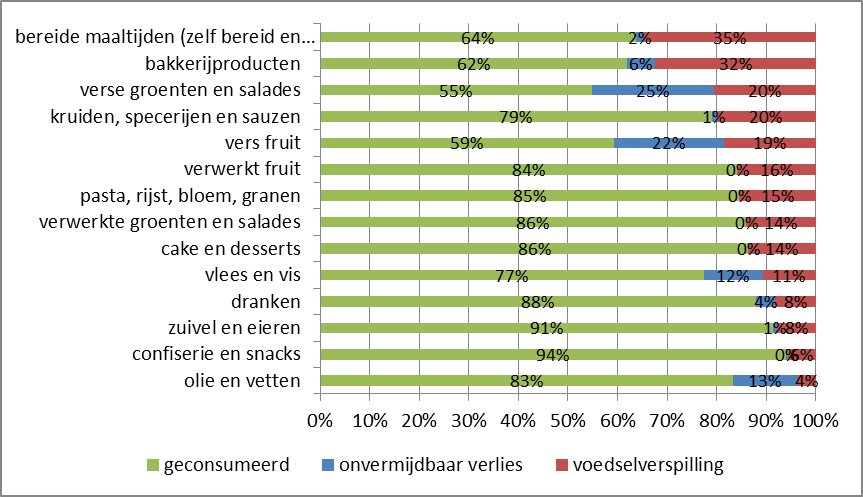 bereide maaltijden (zelf bereid en... 64% 2% 35%
bakkerijproducten 62% 6% 32%
verse groenten en salades 55% 25% 20%
kruiden, specerijen en sauzen 79% 1% 20%
vers fruit 59% 22% 19%
verwerkt fruit 84% 0% 16%
pasta, rijst, bloem, granen 85% 0% 15%
verwerkte groenten en salades 86% 0% 14%
cake en desserts 86% 0% 14%
vlees en vis 77% 12% 11%
dranken 88% 4% 8%
zuivel en eieren 91% 1% 8%
confiserie en snacks 94% 0% 6%
olie en vetten 83% 13% 4%
0% 10% 20% 30% 40% 50% 60% 70% 80% 90% 100%
geconsumeerd onvermijdbaar verlies voedselverspilling